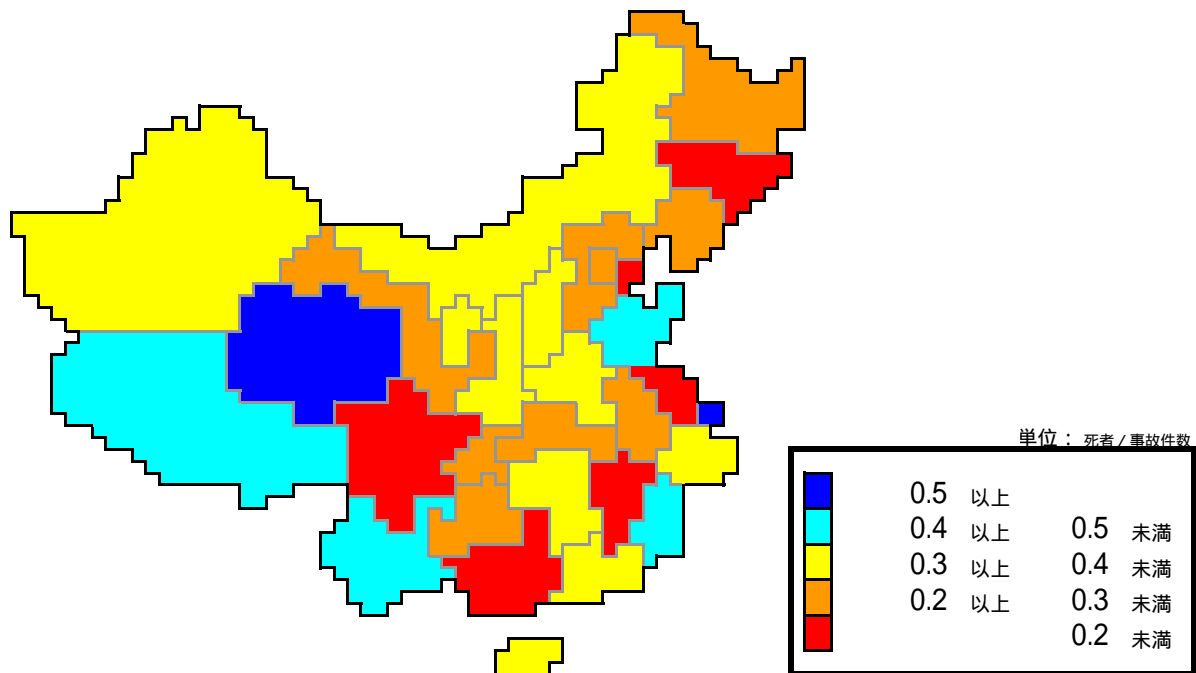 単位： 死者 / 事故件数
0.5 以上
0.4 以上 0.5 未満
0.3 以上 0.4 未満
0.2 以上 0.3 未満
0.2 未満